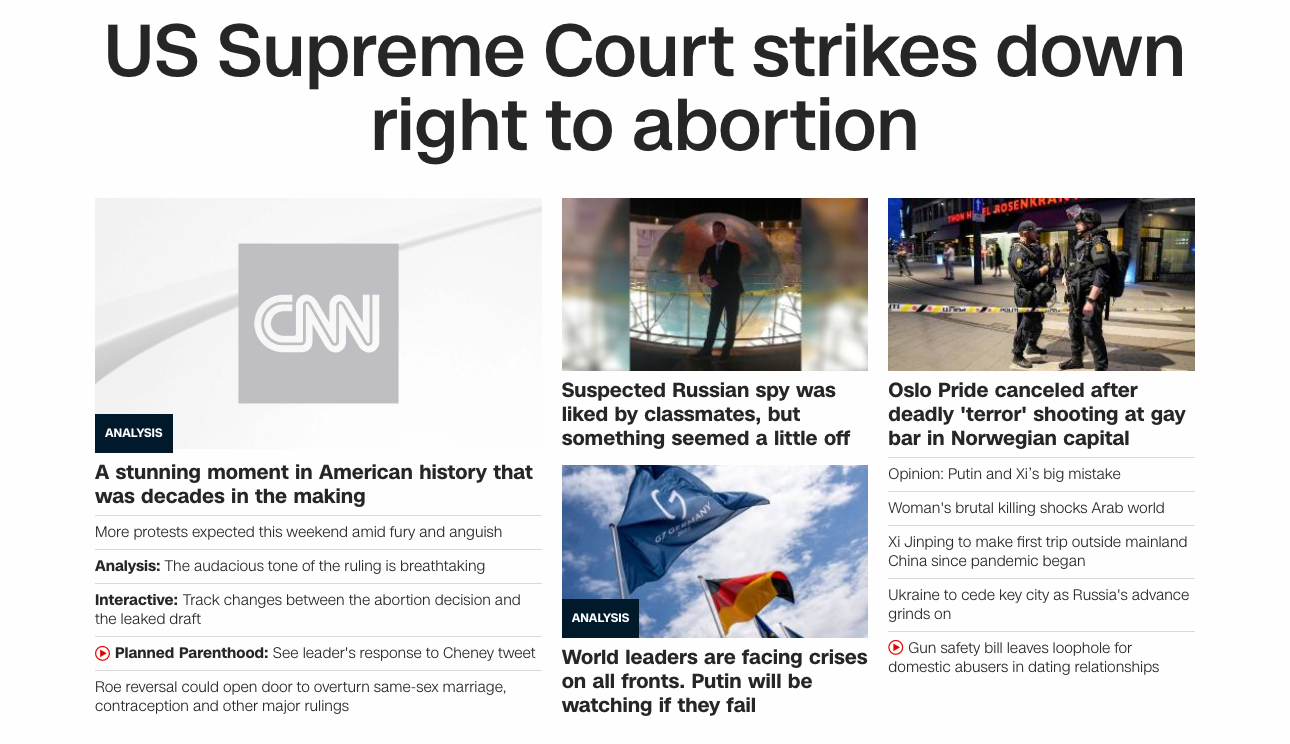 US Supreme Court strikes down
right to abortion
CNN
ANALYSIS
A stunning moment in American history that
was decades in the making
More protests expected this weekend amid fury and anguish
Analysis: The audacious tone of the ruling is breathtaking
Interactive: Track changes between the abortion decision and
the leaked draft
Planned Parenthood: See leader's response to Cheney tweet
Roe reversal could open door to overturn same-sex marriage,
contraception and other major rulings
Suspected Russian spy was
liked by classmates, but
something seemed a little off
G7 GERMANY
ANALYSIS
World leaders are facing crises
on all fronts. Putin will be
watching if they fail
THON H EL ROSENKRAN
Oslo Pride canceled after
deadly 'terror' shooting at gay
bar in Norwegian capital
Opinion: Putin and Xi's big mistake
Woman's brutal killing shocks Arab world
Xi Jinping to make first trip outside mainland
China since pandemic began
Ukraine to cede key city as Russia's advance
grinds on
Gun safety bill leaves loophole for
domestic abusers in dating relationships